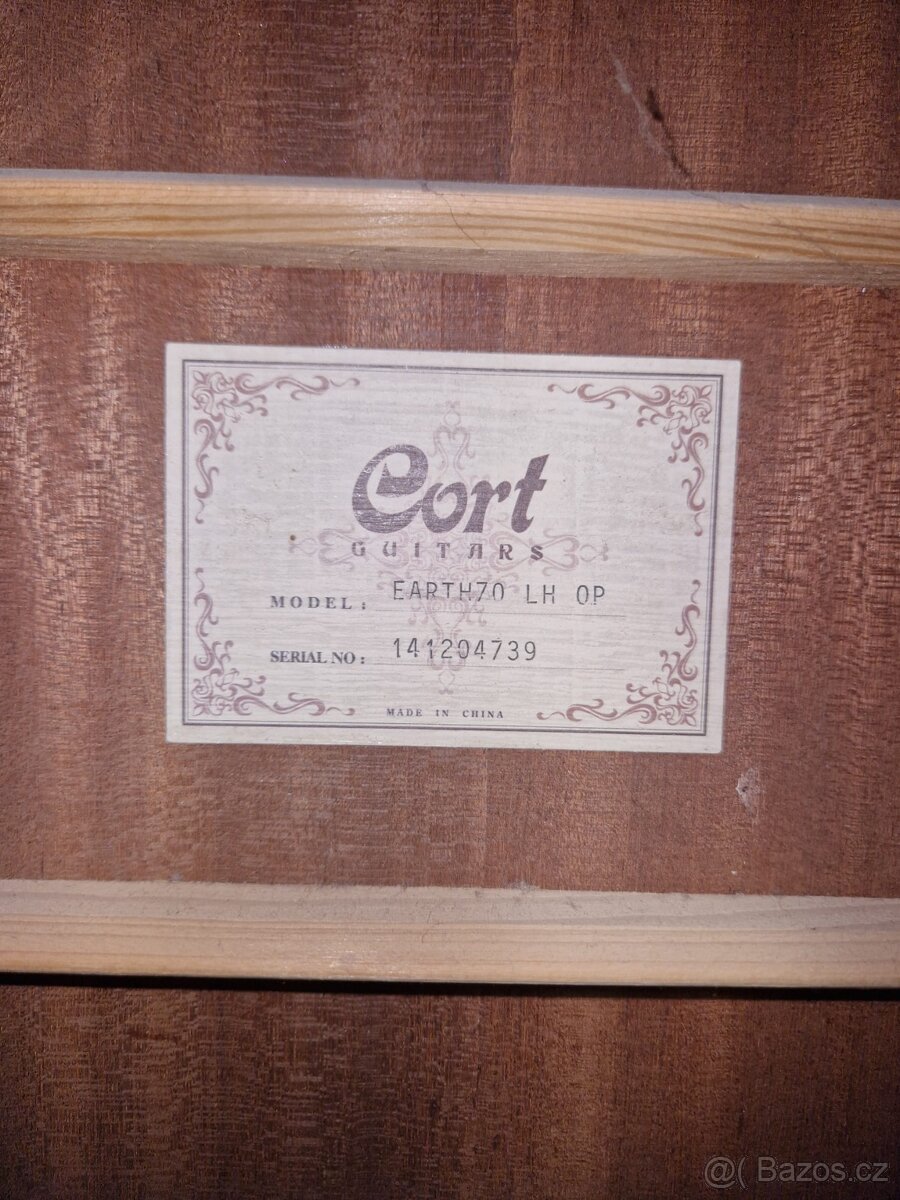 Cort
GUITARS
MODEL: EARTH70 LH OP
SERIAL NO: 141204739
MADE IN CHINA
@( Bazos.cz